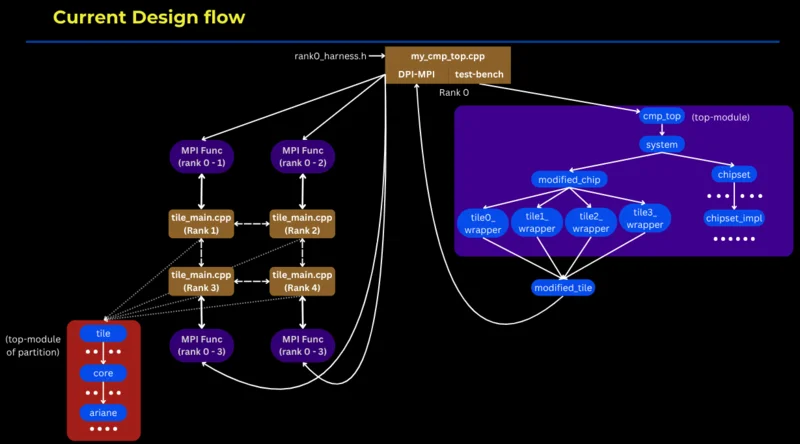 Current Design flow
rank0_harness.h
my_cmp_top.cpp
DPI-MPI
test-bench
Rank 0
cmp_top
(top-module)
system
MPI Func
(rank 0 - 1)
MPI Func
(rank 0 - 2)
modified_chip
chipset
tile_main.cpp
(Rank 1)
tile_main.cpp
(Rank 2)
tile0_
wrapper
tile1_
wrapper
tile2_
wrapper
tile3_
wrapper
chipset_impl
tile_main.cpp
(Rank 3)
tile_main.cpp
(Rank 4)
modified_tile
(top-module
of partition)
tile
core
ariane
MPI Func
(rank 0 - 3)
MPI Func
(rank 0 - 3)